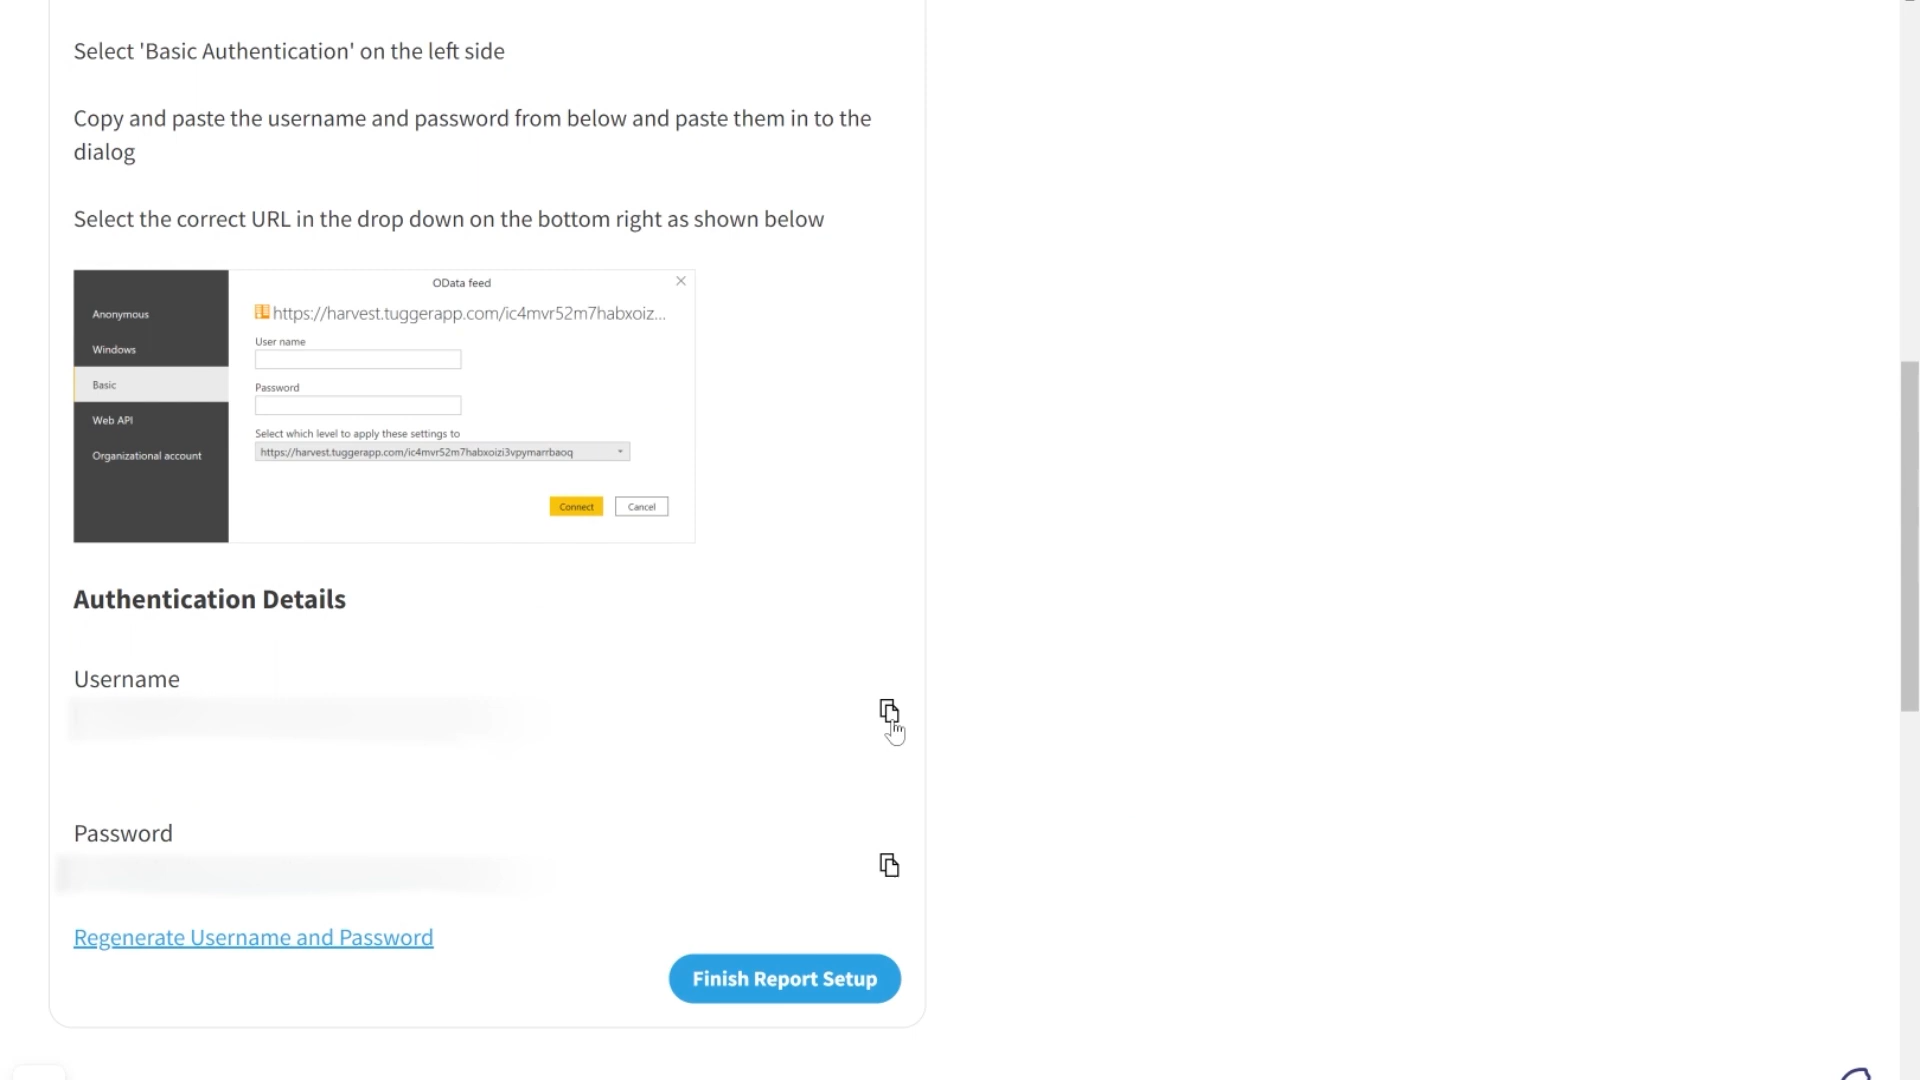 Select 'Basic Authentication' on the left side
Copy and paste the username and password from below and paste them in to the
dialog
Select the correct URL in the drop down on the bottom right as shown below
OData feed
Anonymous
Windows
Basic
Web API
Organizational account
https://harvest.tuggerapp.com/ic4mvr52m7habxoiz...
User name
Password
Select which level to apply these settings to
https://harvest.tuggerapp.com/ic4mvr52m7habxoizi3vpymarrbaoq
Connect
Cancel
Authentication Details
Username
Password
Regenerate Username and Password
Finish Report Setup